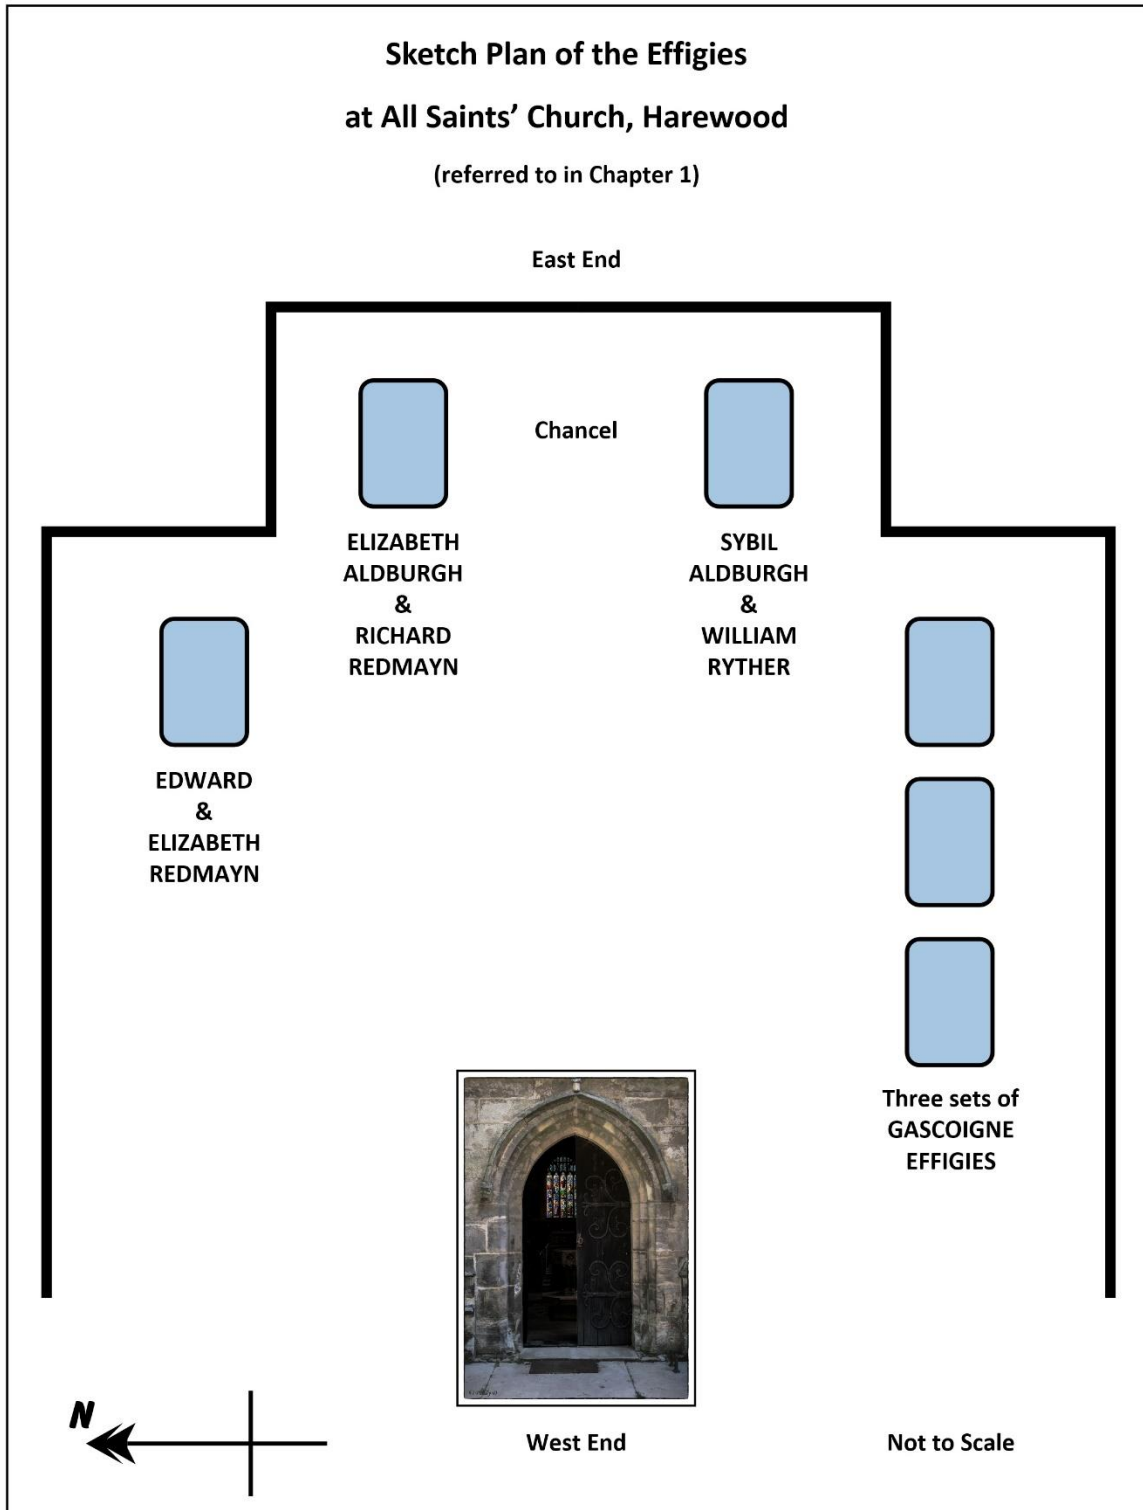 Sketch Plan of the Effigies
at All Saints’ Church, Harewood
(referred to in Chapter 1)
East End
Chancel
ELIZABETH
ALDBURGH
&
RICHARD
REDMAYN
SYBIL
ALDBURGH
&
WILLIAM
RYTHER
EDWARD
&
ELIZABETH
REDMAYN
Three sets of
GASCOIGNE
EFFIGIES
N
West End
Not to Scale